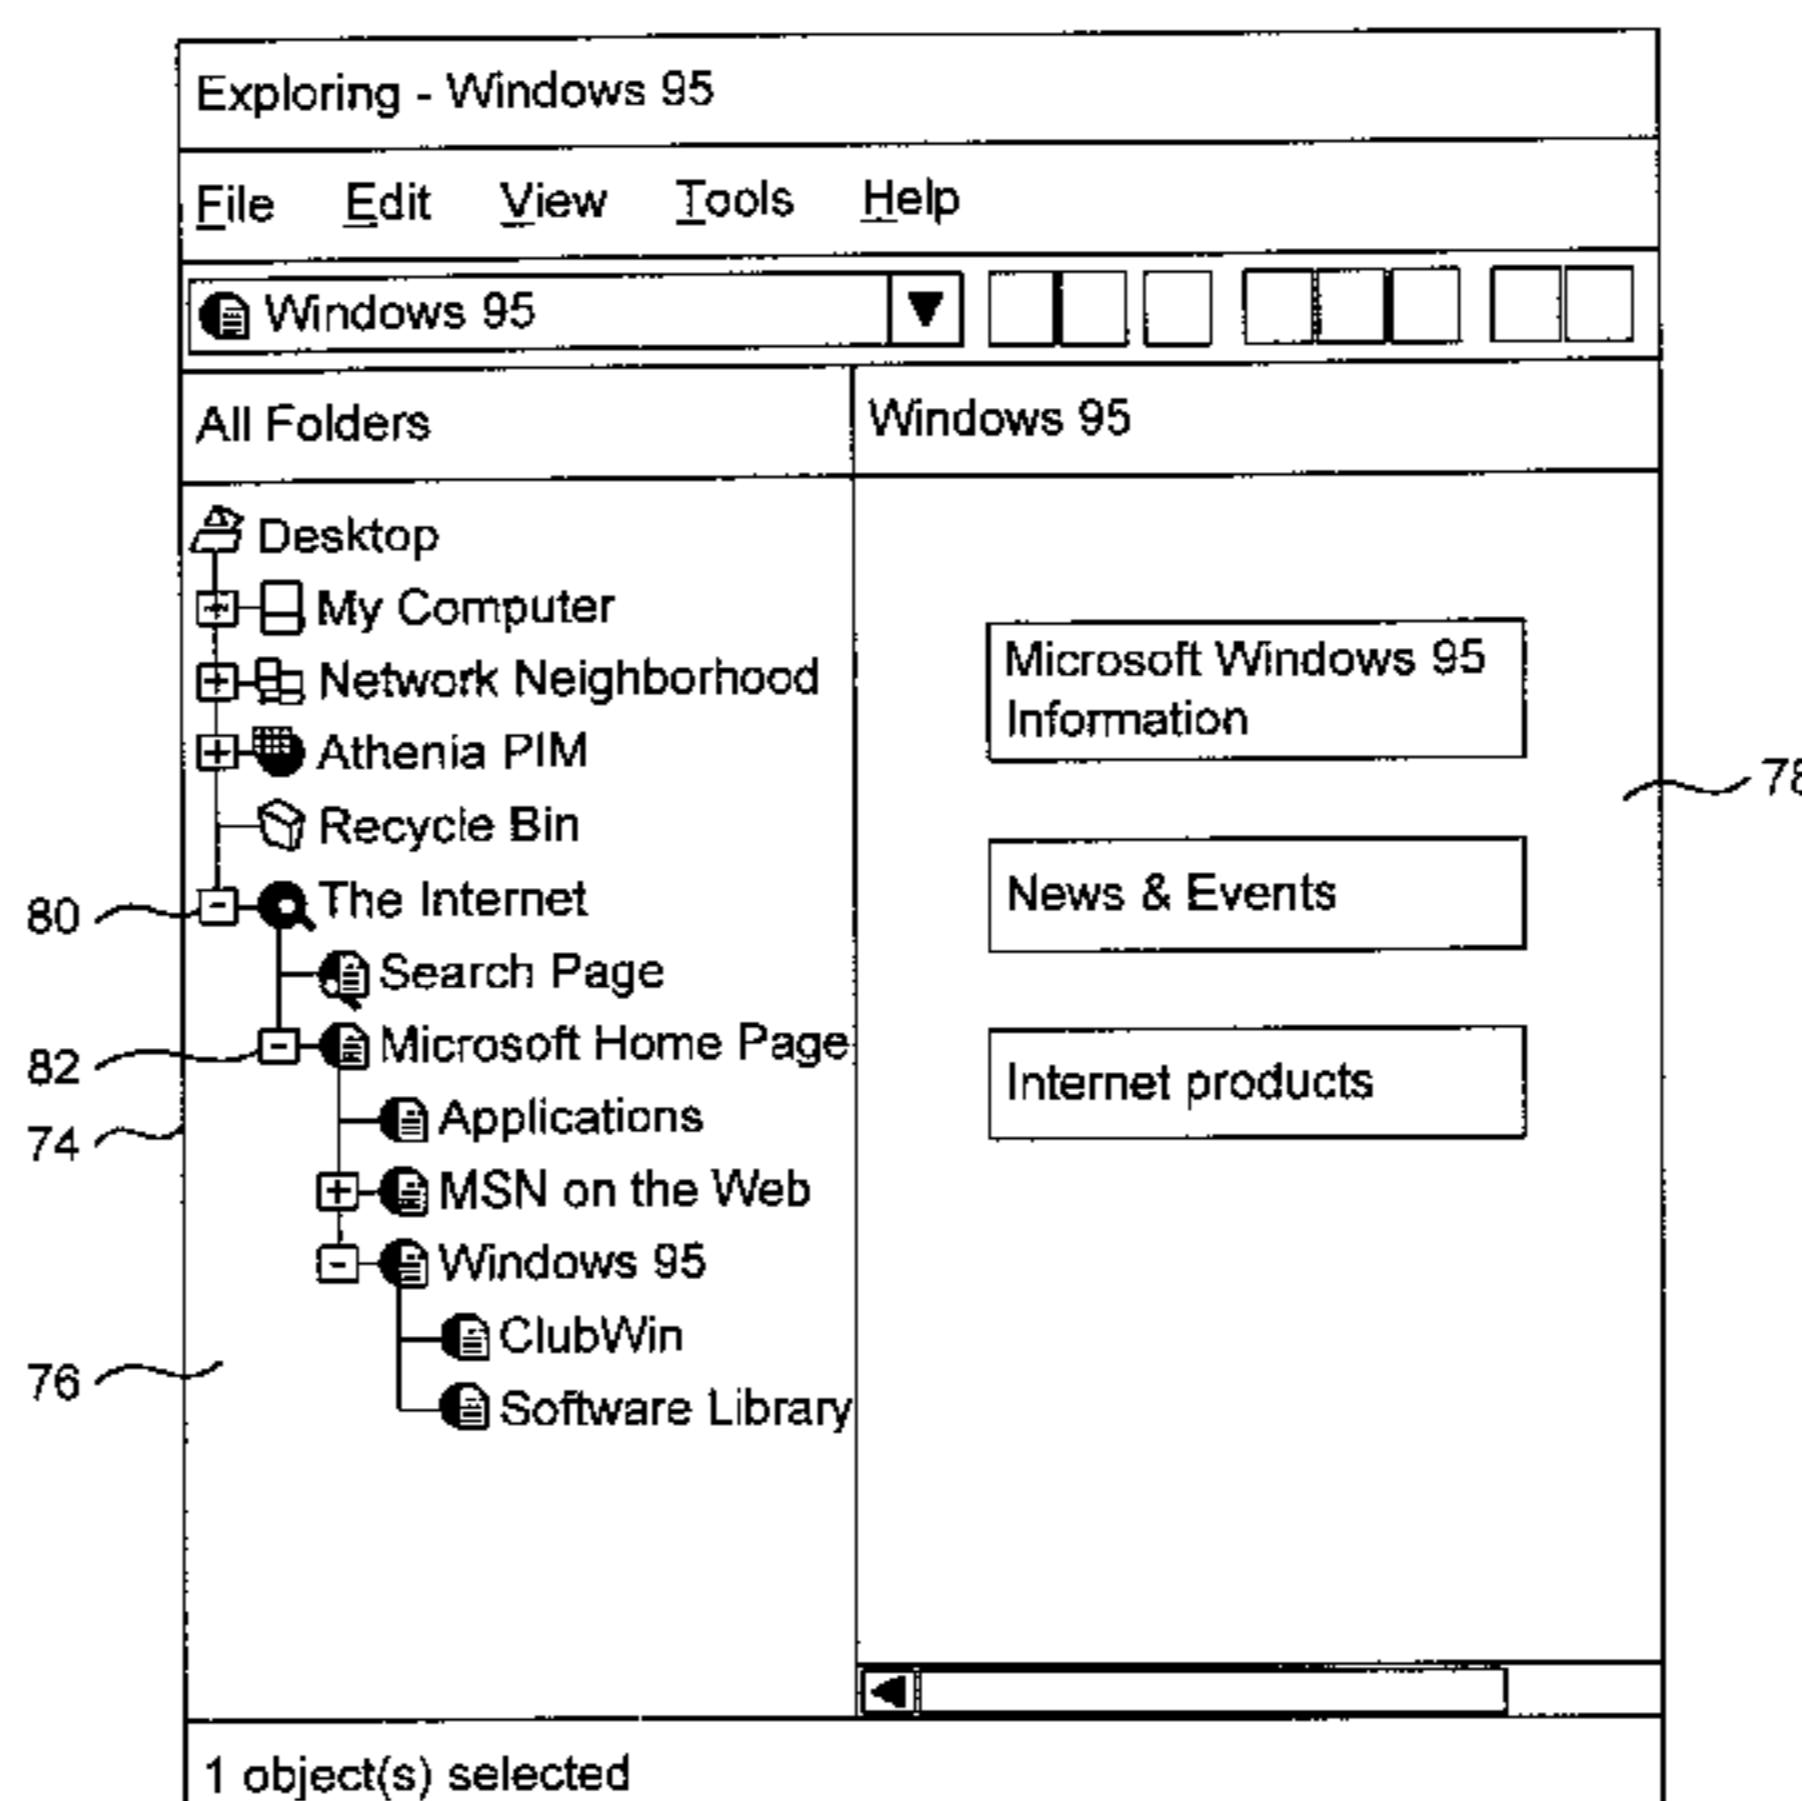 Exploring - Windows 95
File Edit View Tools Help
Windows 95
All Folders
Windows 95
Desktop
My Computer
Network Neighborhood
Athenia PIM
Recycle Bin
80
The Internet
Search Page
82
Microsoft Home Page
74
Applications
MSN on the Web
Windows 95
ClubWin
76
Software Library
Microsoft Windows 95
Information
78
News & Events
Internet products
1 object(s) selected